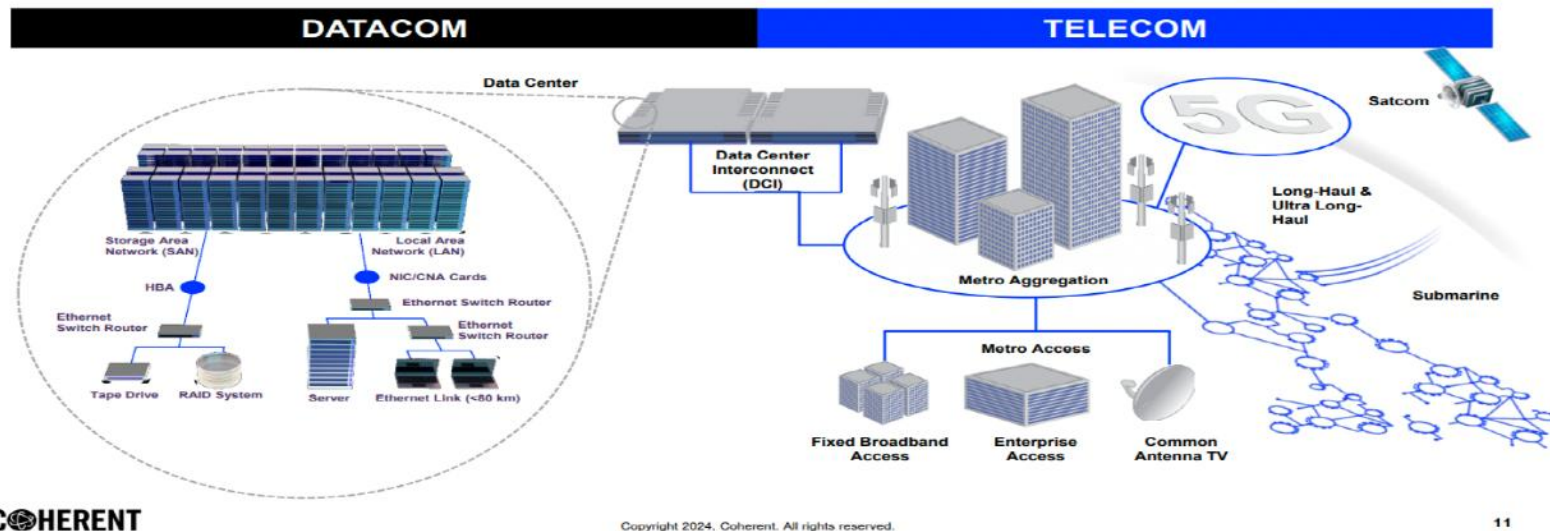 DATACOM
TELECOM
Data Center
Storage Area
Network (SAN)
Local Area
Network (LAN)
HBA
NIC/CNA Cards
Ethernet
Switch Router
Ethernet Switch Router
Ethernet
Switch Router
Tape Drive
RAID System
Server
Ethernet Link (<80 km)
Data Center
Interconnect
(DCI)
5G
Satcom
Long-Haul &
Ultra Long-
Haul
Metro Aggregation
Submarine
Metro Access
Fixed Broadband
Access
Enterprise
Access
Common
Antenna TV
COHERENT
Copyright 2024, Coherent. All rights reserved.
11